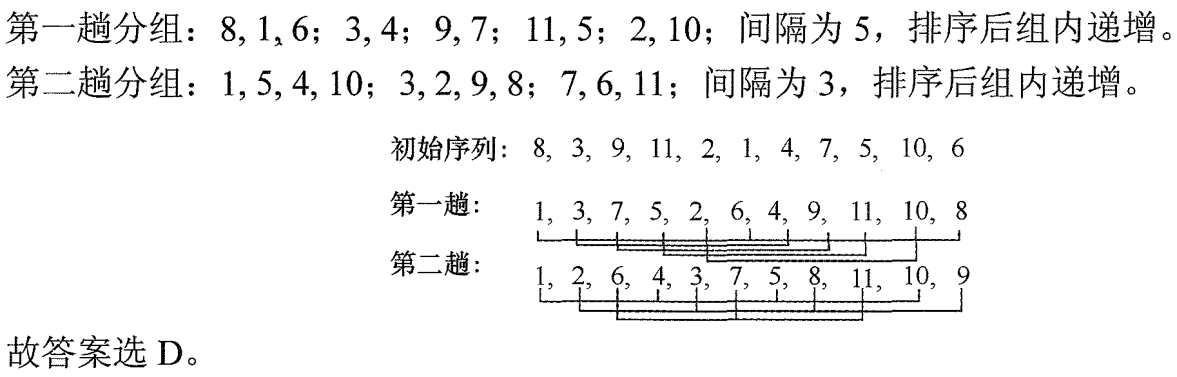 第一趟分组：8, 1, 6；3, 4；9, 7；11, 5；2, 10；间隔为 5，排序后组内递增。
第二趟分组：1, 5, 4, 10；3, 2, 9, 8；7, 6, 11；间隔为 3，排序后组内递增。
初始序列： 8, 3, 9, 11, 2, 1, 4, 7, 5, 10, 6
第一趟： 1, 3, 7, 5, 2, 6, 4, 9, 11, 10, 8
第二趟： 1, 2, 6, 4, 3, 7, 5, 8, 11, 10, 9
故答案选 D。